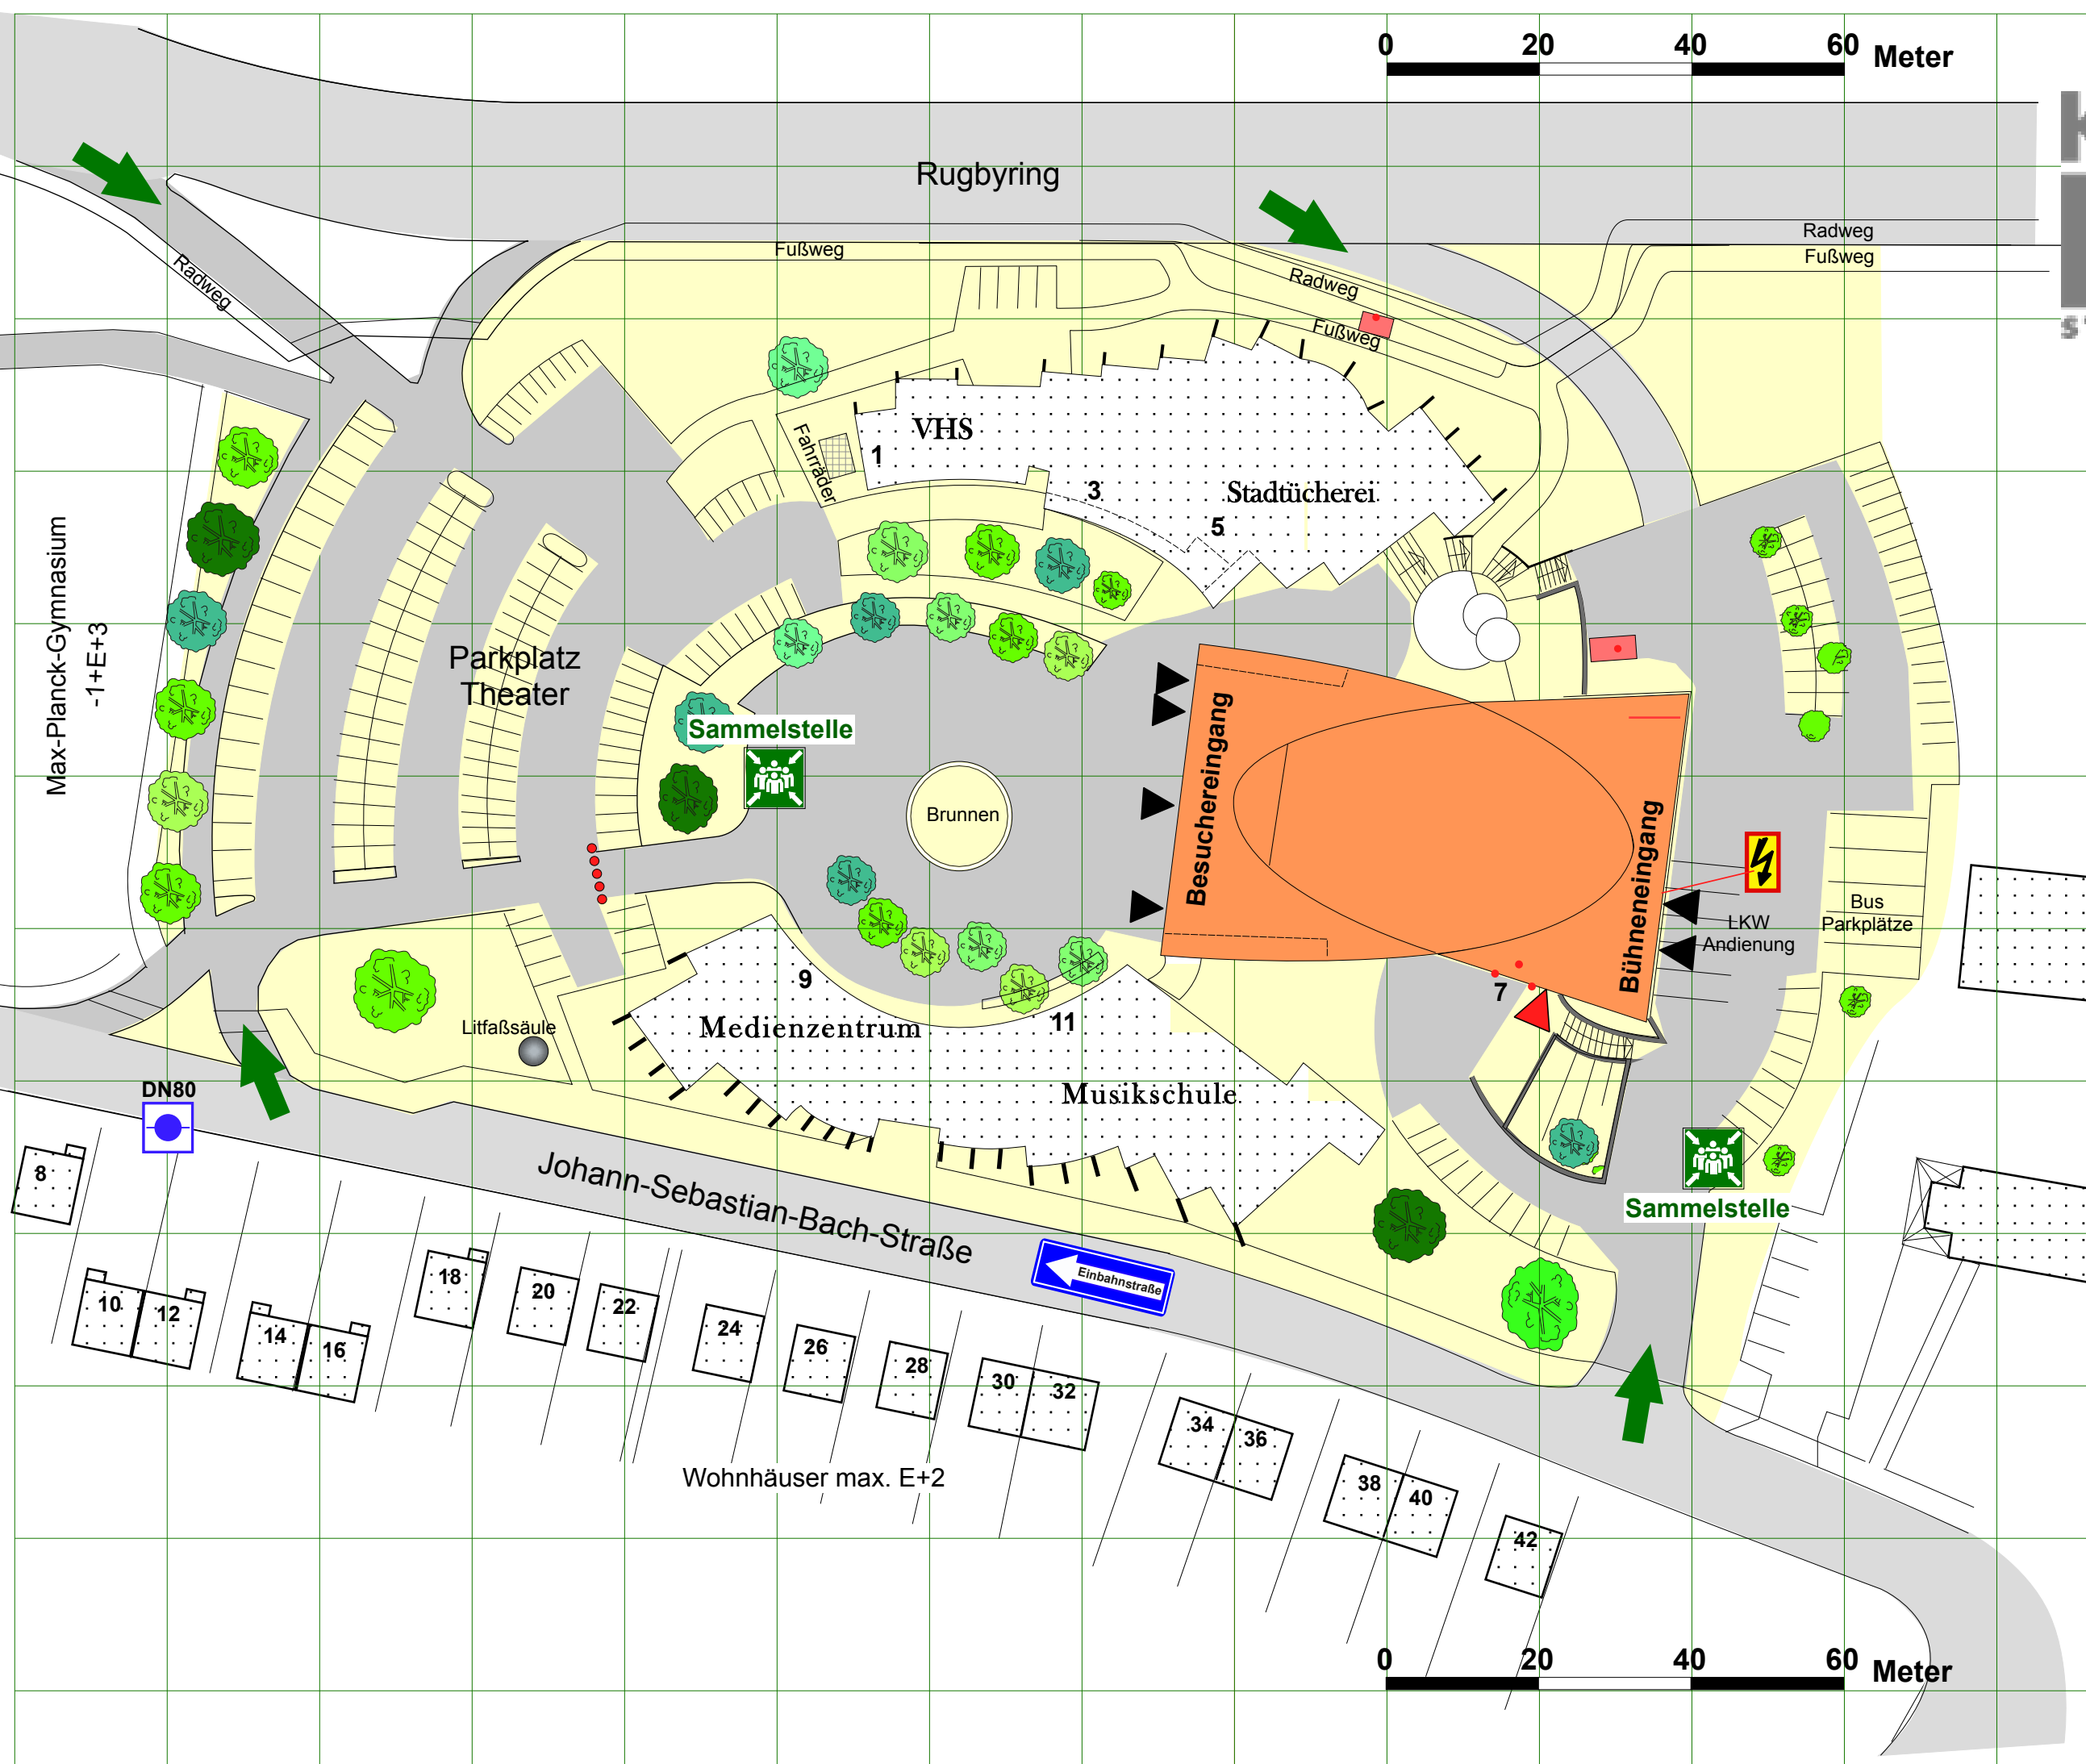 0 20 40 60 Meter
Rugbyring
Radweg
Fußweg
Fußweg
Radweg
Fußweg
Radweg
VHS
1
Fahrräder
3
Stadtücherei
5
Max-Planck-Gymnasium
-1+E+3
Parkplatz
Theater
Sammelstelle
Brunnen
Besuchereingang
Bühneneingang
LKW
Andienung
Bus
Parkplätze
9
7
11
Medienzentrum
Litfaßsäule
Musikschule
DN80
Sammelstelle
Johann-Sebastian-Bach-Straße
Einbahnstraße
8
10
12
14
16
18
20
22
24
26
28
30
32
34
36
38
40
42
Wohnhäuser max. E+2
0 20 40 60 Meter